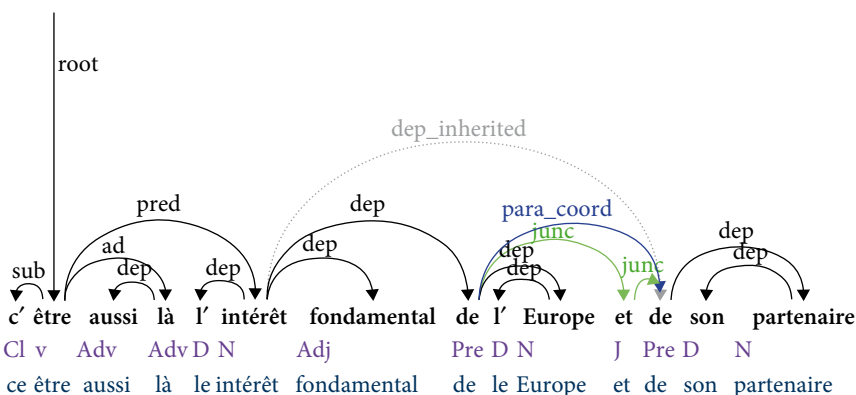 root
dep_inherited
pred dep para_coord
junc
ad dep dep dep
sub dep dep dep junc dep
c′ être aussi là l′ intérêt fondamental de l′ Europe et de son partenaire
Cl v Adv Adv D N Adj Pre D N J Pre D N
ce être aussi là le intérêt fondamental de le Europe et de son partenaire